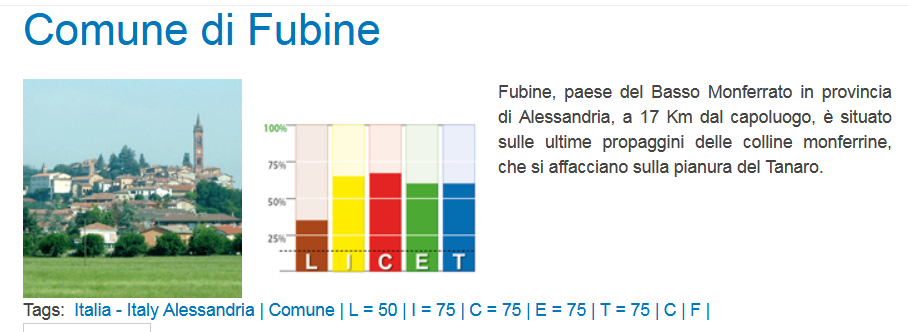 Comune di Fubine
Fubine, paese del Basso Monferrato in provincia
di Alessandria, a 17 Km dal capoluogo, è situato
sulle ultime propaggini delle colline monferrine,
che si affacciano sulla pianura del Tanaro.
100%
75%
50%
25%
L I C E T
Tags: Italia - Italy Alessandria | Comune | L = 50 | I = 75 | C = 75 | E = 75 | T = 75 | C | F |